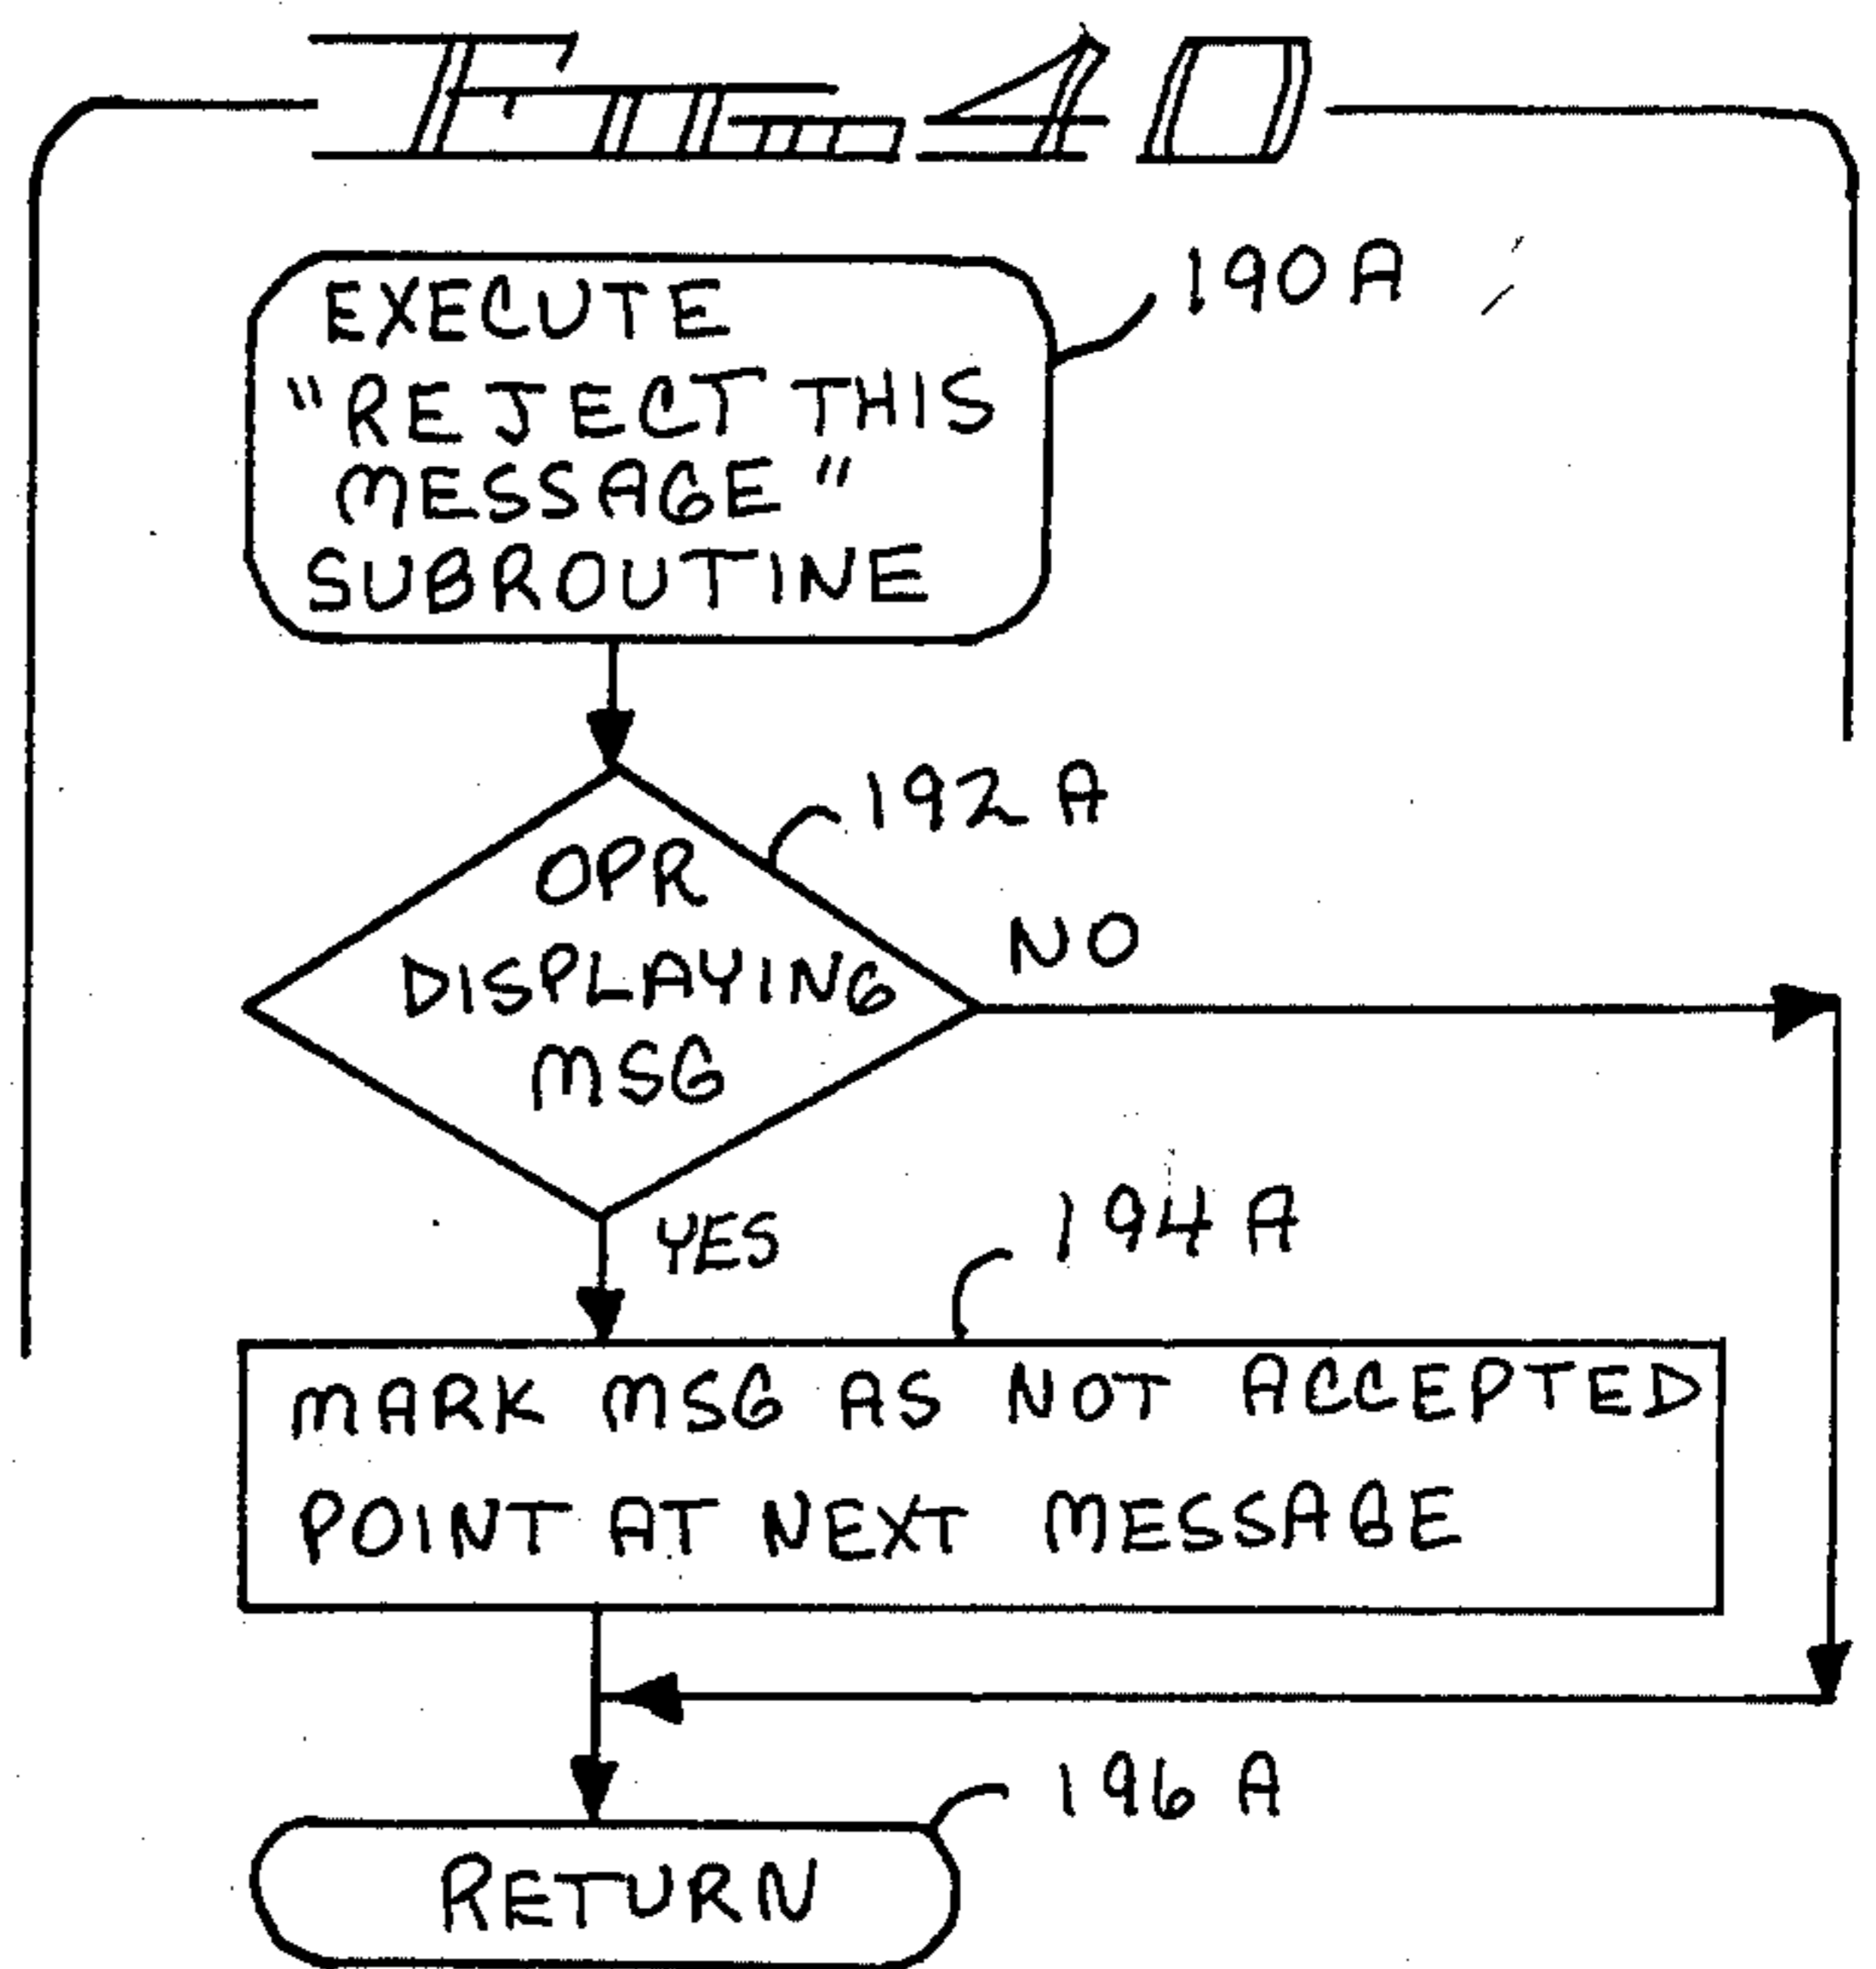 Fig-40
190A
EXECUTE
"REJECT THIS
MESSAGE"
SUBROUTINE
192A
OPR
DISPLAYING
MSG
NO
YES
194A
MARK MSG AS NOT ACCEPTED
POINT AT NEXT MESSAGE
196A
RETURN